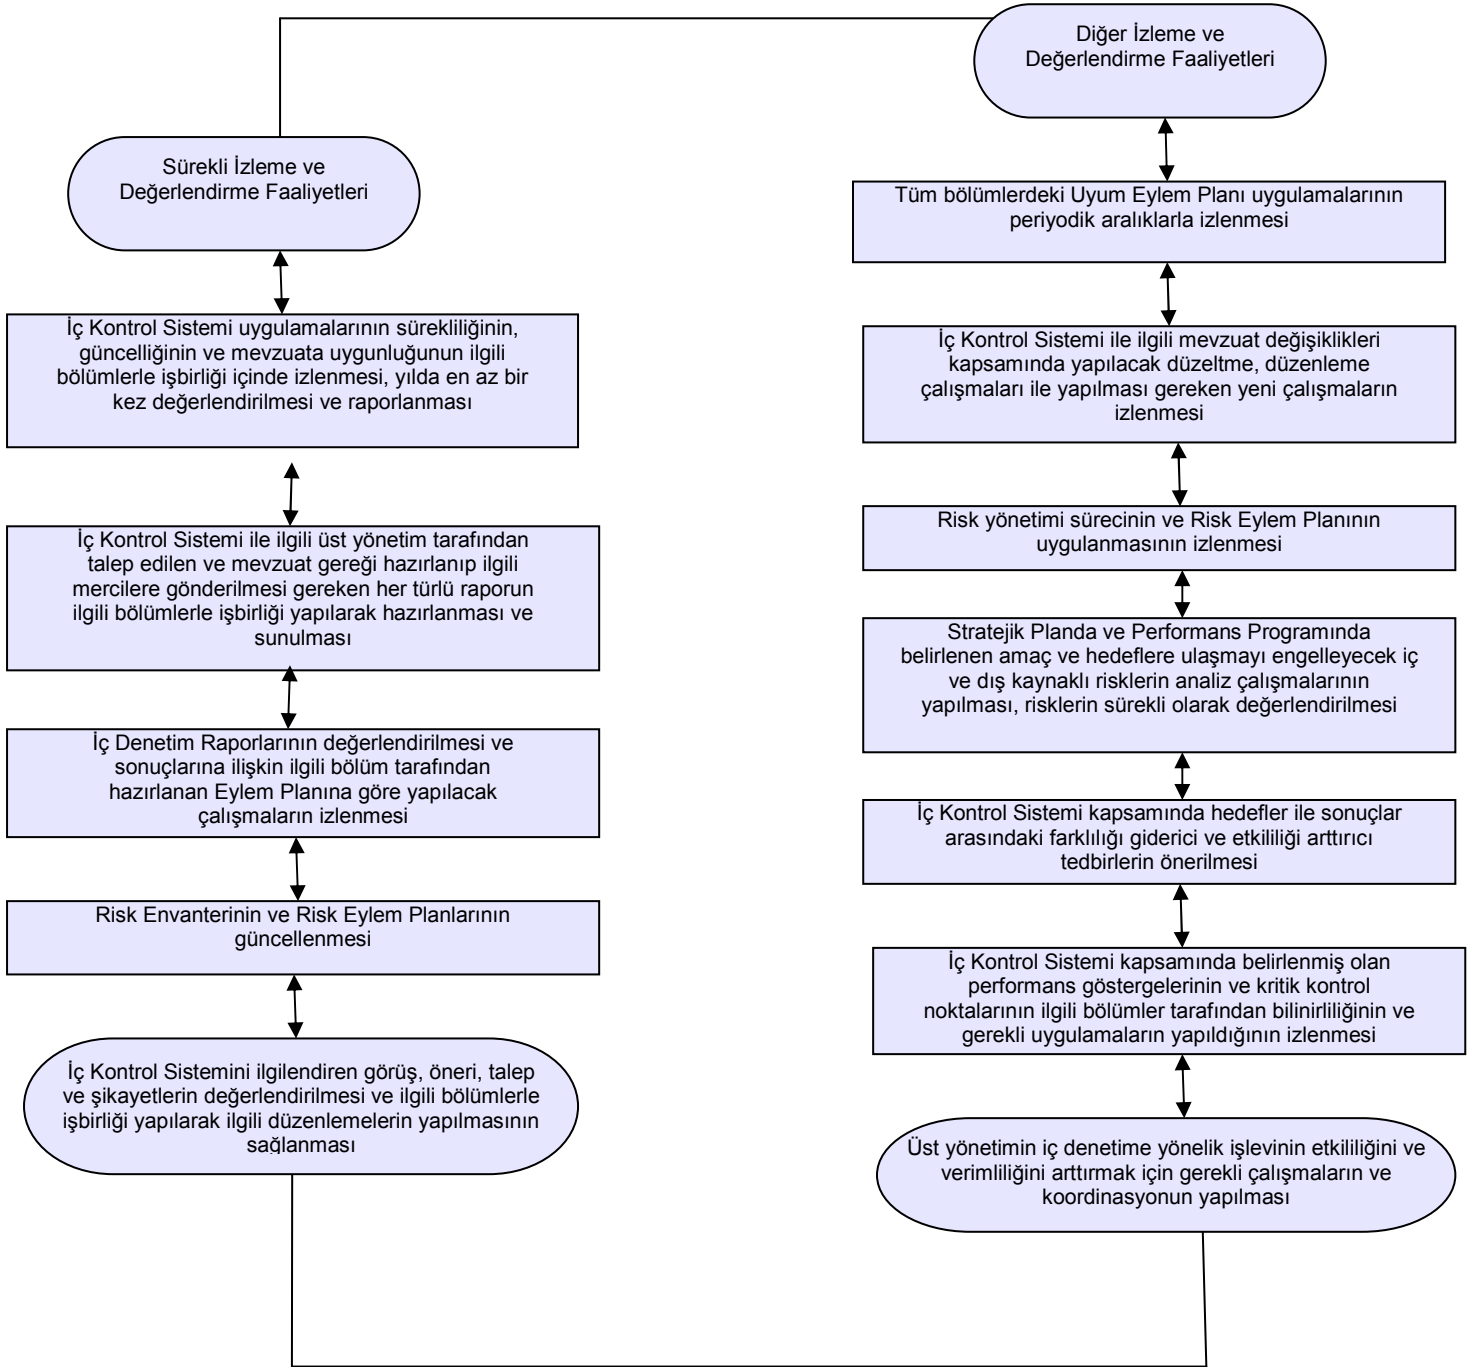 Sürekli İzleme ve
Değerlendirme Faaliyetleri
İç Kontrol Sistemi uygulamalarının sürekliliğinin,
güncelliğinin ve mevzuata uygunluğunun ilgili
bölümlerle işbirliği içinde izlenmesi, yılda en az bir
kez değerlendirilmesi ve raporlanması
İç Kontrol Sistemi ile ilgili üst yönetim tarafından
talep edilen ve mevzuat gereği hazırlanıp ilgili
mercilere gönderilmesi gereken her türlü raporun
ilgili bölümlerle işbirliği yapılarak hazırlanması ve
sunulması
İç Denetim Raporlarının değerlendirilmesi ve
sonuçlarına ilişkin ilgili bölüm tarafından
hazırlanan Eylem Planına göre yapılacak
çalışmaların izlenmesi
Risk Envanterinin ve Risk Eylem Planlarının
güncellenmesi
İç Kontrol Sistemini ilgilendiren görüş, öneri, talep
ve şikayetlerin değerlendirilmesi ve ilgili bölümlerle
işbirliği yapılarak ilgili düzenlemelerin yapılmasının
sağlanması
Diğer İzleme ve
Değerlendirme Faaliyetleri
Tüm bölümlerdeki Uyum Eylem Planı uygulamalarının
periyodik aralıklarla izlenmesi
İç Kontrol Sistemi ile ilgili mevzuat değişiklikleri
kapsamında yapılacak düzeltme, düzenleme
çalışmaları ile yapılması gereken yeni çalışmaların
izlenmesi
Risk yönetimi sürecinin ve Risk Eylem Planının
uygulanmasının izlenmesi
Stratejik Planda ve Performans Programında
belirlenen amaç ve hedeflere ulaşmayı engelleyecek iç
ve dış kaynaklı risklerin analiz çalışmalarının
yapılması, risklerin sürekli olarak değerlendirilmesi
İç Kontrol Sistemi kapsamında hedefler ile sonuçlar
arasındaki farklılığı giderici ve etkililiği arttırıcı
tedbirlerin önerilmesi
İç Kontrol Sistemi kapsamında belirlenmiş olan
performans göstergelerinin ve kritik kontrol
noktalarının ilgili bölümler tarafından bilinirliliğinin ve
gerekli uygulamaların yapıldığının izlenmesi
Üst yönetimin iç denetime yönelik işlevinin etkililiğini ve
verimliliğini arttırmak için gerekli çalışmaların ve
koordinasyonun yapılması